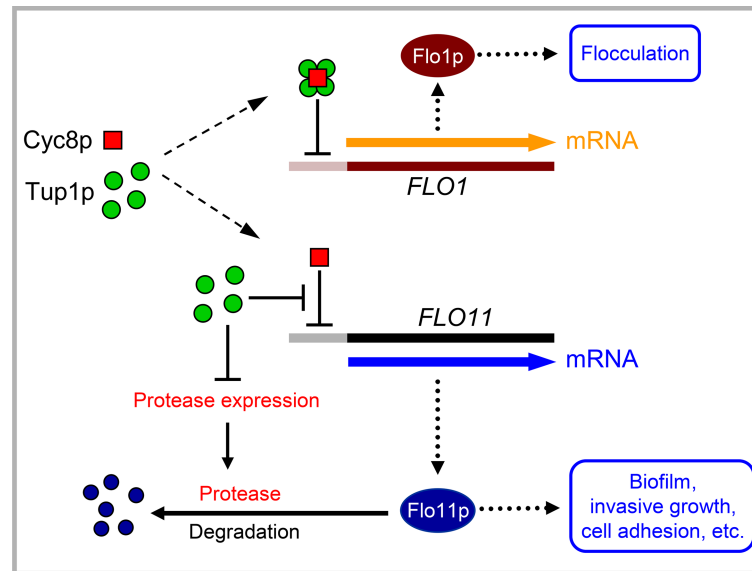 Flo1p
Flocculation
Cyc8p
mRNA
Tup1p
FLO1
FLO11
mRNA
Protease expression
Protease
Degradation
Flo11p
Biofilm,
invasive growth,
cell adhesion, etc.